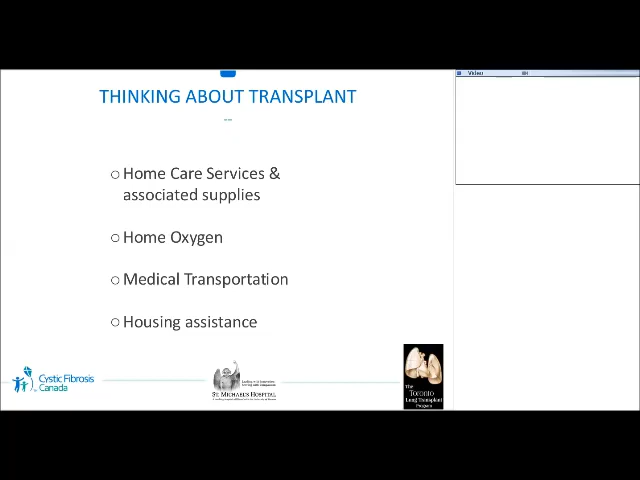 Video
THINKING ABOUT TRANSPLANT
○ Home Care Services &
associated supplies
○ Home Oxygen
○ Medical Transportation
○ Housing assistance
Cystic Fibrosis
Canada
ST. MICHAEL'S HOSPITAL
The
Toronto
Lung Transplant
Program